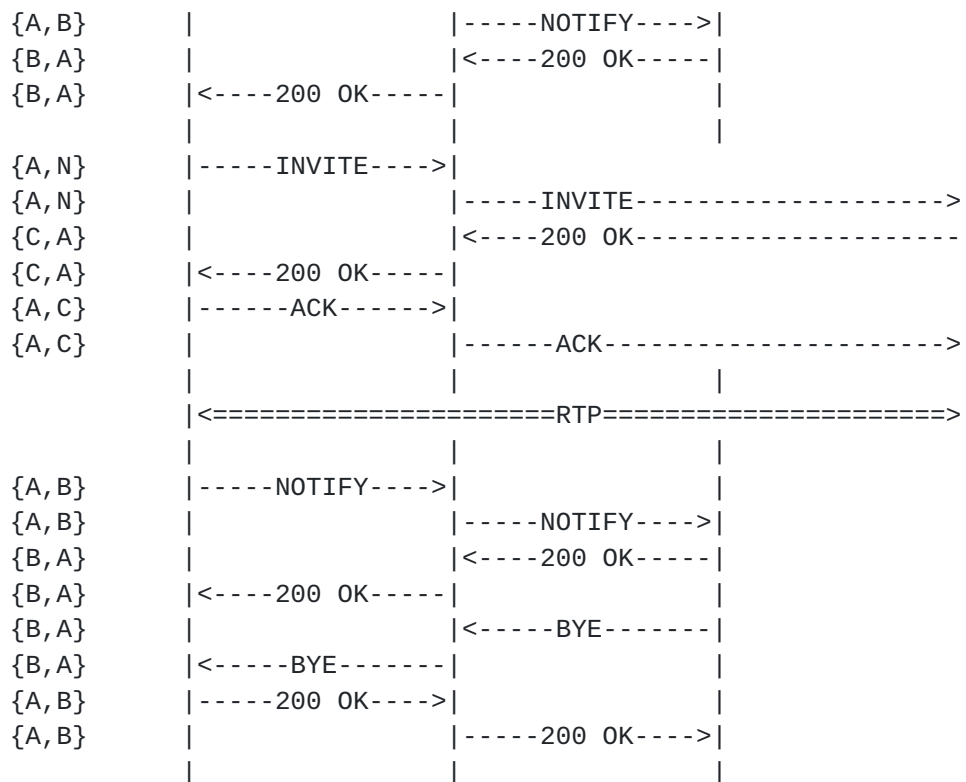 {A,B}      |                |-----NOTIFY---->|
{B,A}      |                |<----200 OK-----|
{B,A}      |<----200 OK-----|                |
           |                |                |
{A,N}      |-----INVITE---->|
{A,N}      |                |-----INVITE-------------------->
{C,A}      |                |<----200 OK---------------------
{C,A}      |<----200 OK-----|
{A,C}      |------ACK------>|
{A,C}      |                |------ACK---------------------->
           |                |                |
           |<======================RTP======================>
           |                |                |
{A,B}      |-----NOTIFY---->|                |
{A,B}      |                |-----NOTIFY---->|
{B,A}      |                |<----200 OK-----|
{B,A}      |<----200 OK-----|                |
{B,A}      |                |<-----BYE-------|
{B,A}      |<-----BYE-------|                |
{A,B}      |-----200 OK---->|                |
{A,B}      |                |-----200 OK---->|
           |                |                |